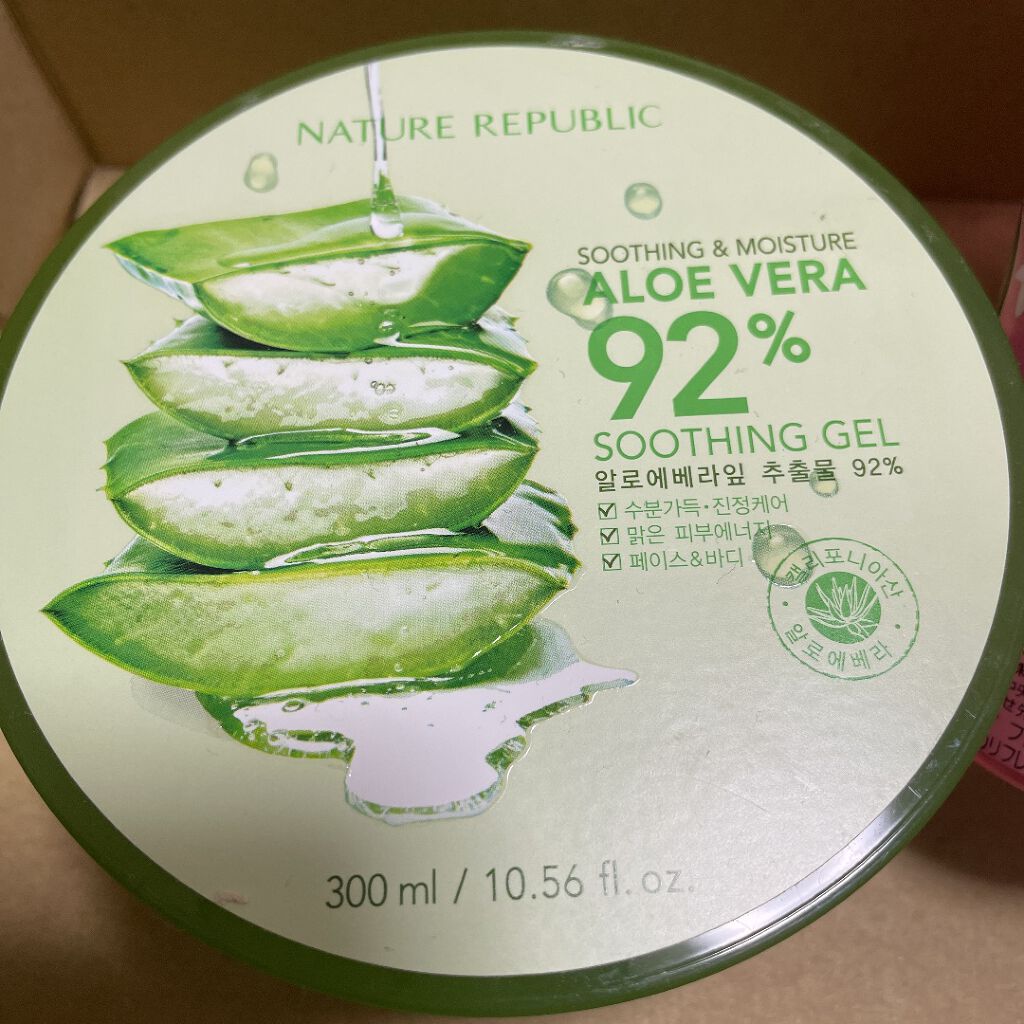 NATURE REPUBLIC
SOOTHING & MOISTURE
ALOE VERA
92%
SOOTHING GEL
알로에베라잎 추출물 92%
수분가득·진정케어
맑은 피부에너지
페이스&바디
캘리포니아산
알로에베라
300 ml / 10.56 fl. oz.